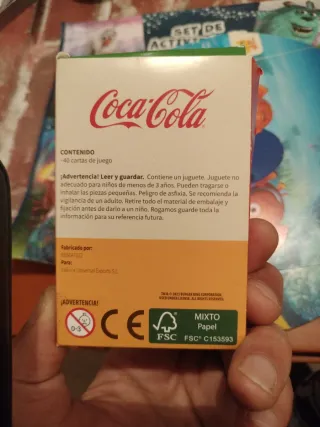 SET DE
ACTIV
Coca-Cola
CONTENIDO
-40 cartas de juego
¡Advertencia! Leer y guardar. Contiene un juguete. Juguete no
adecuado para niños de menos de 3 años. Pueden tragarse o
inhalar las piezas pequeñas. Peligro de asfixia. Se recomienda la
vigilancia de un adulto. Retire todo el material de embalaje y
fijación antes de darlo a un niño. Rogamos guarde toda la
información para su referencia futura.
Fabricado por:
Para:
¡ADVERTENCIA!
0-3
CE
FSC
MIXTO
Papel
FSC® C153593